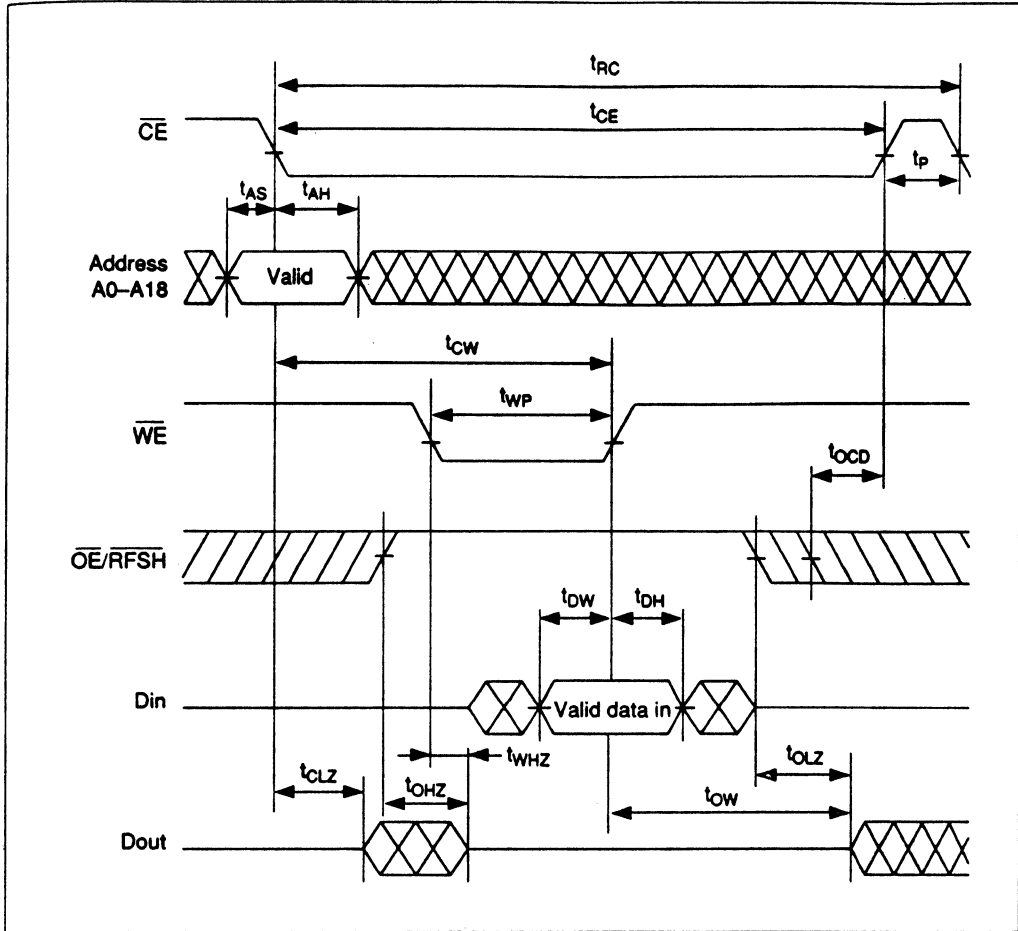 tRC
CE
tCE
tP
tAS
tAH
Address
A0–A18
Valid
tCW
tWP
WE
tOCD
OE/RFSH
tDW
tDH
Din
Valid data in
tWHZ
tCLZ
tOHZ
tOLZ
tOW
Dout